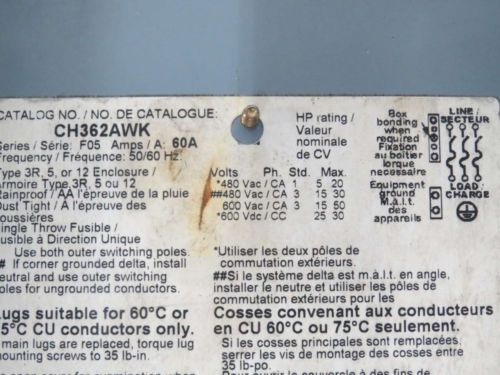 CATALOG NO. / NO. DE CATALOGUE:
CH362AWK
Series / Série: F05 Amps / A: 60A
Frequency / Fréquence: 50/60 Hz
Type 3R, 5, or 12 Enclosure /
Armoire Type 3R, 5 ou 12
Rainproof / AA l'épreuve de la pluie
Dust Tight / A l'épreuve des
poussières
Single Throw Fusible /
Fusible à Direction Unique
Use both outer switching poles.
# If corner grounded delta, install
neutral and use outer switching
poles for ungrounded conductors.
Lugs suitable for 60°C or
5°C CU conductors only.
main lugs are replaced, torque lug
mounting screws to 35 lb-in.
HP rating /
Valeur
nominale
de CV
Volts Ph. Std. Max.
*480 Vac / CA 1 5 20
##480 Vac / CA 3 15 30
600 Vac / CA 3 15 50
*600 Vdc / CC 25 30
Box
bonding
when
required
Fixation
au boîtier
lorsque
nécessaire
Equipment
ground
M.à.l.t.
des
appareils
LINE /
SECTEUR
LOAD /
CHARGE
*Utiliser les deux pôles de
commutation extérieurs.
##Si le système delta est m.à.l.t. en angle,
installer le neutre et utiliser les pôles de
commutation extérieurs pour les
Cosses convenant aux conducteurs
en CU 60°C ou 75°C seulement.
Si les cosses principales sont remplacées,
serrer les vis de montage des cosses entre
35 lb-po.